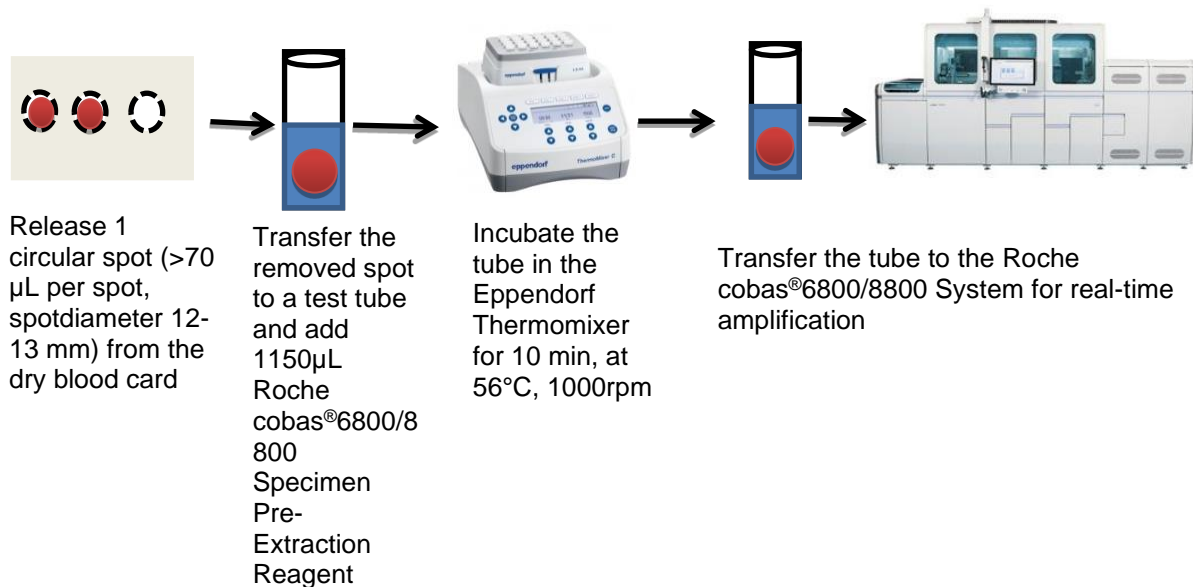 Release 1
circular spot (>70
µL per spot,
spotdiameter 12-
13 mm) from the
dry blood card
Transfer the
removed spot
to a test tube
and add
1150µL
Roche
cobas®6800/8
800
Specimen
Pre-
Extraction
Reagent
eppendorf
ThermoMixer C
Incubate the
tube in the
Eppendorf
Thermomixer
for 10 min, at
56°C, 1000rpm
Transfer the tube to the Roche
cobas®6800/8800 System for real-time
amplification